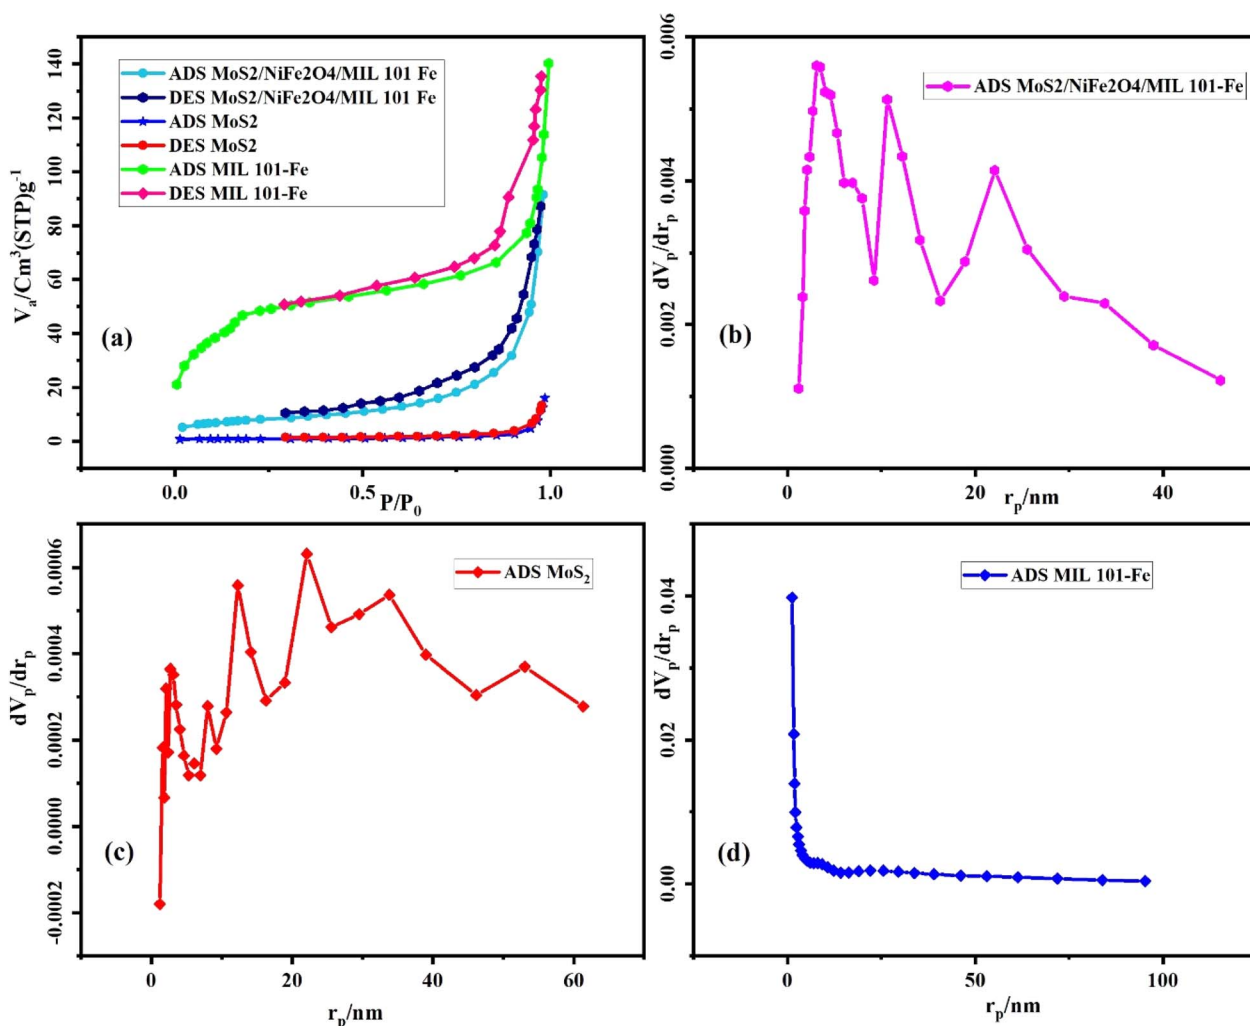 140
120
100
80
60
40
20
0
Va/Cm3(STP)g-1
ADS MoS2/NiFe2O4/MIL 101 Fe
DES MoS2/NiFe2O4/MIL 101 Fe
ADS MoS2
DES MoS2
ADS MIL 101-Fe
DES MIL 101-Fe
(a)
0.0 0.5 1.0
P/P0
0.006
0.004
0.002
0.000
dVp/drp
ADS MoS2/NiFe2O4/MIL 101-Fe
(b)
0 20 40
rp/nm
0.0006
0.0004
0.0002
0.0000
-0.0002
dVp/drp
ADS MoS2
(c)
0 20 40 60
rp/nm
0.04
0.02
0.00
dVp/drp
ADS MIL 101-Fe
(d)
0 50 100
rp/nm